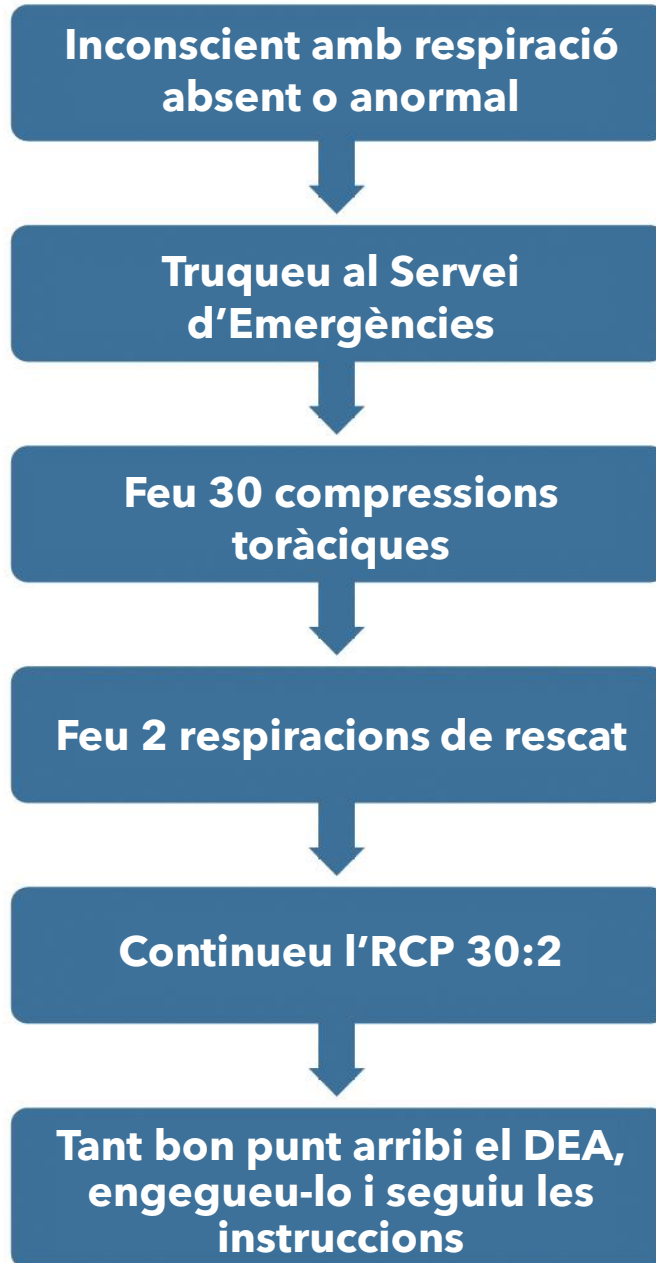 Inconscient amb respiració
absent o anormal
Truqueu al Servei
d’Emergències
Feu 30 compressions
toràciques
Feu 2 respiracions de rescat
Continueu l’RCP 30:2
Tant bon punt arribi el DEA,
engegueu-lo i seguiu les
instruccions